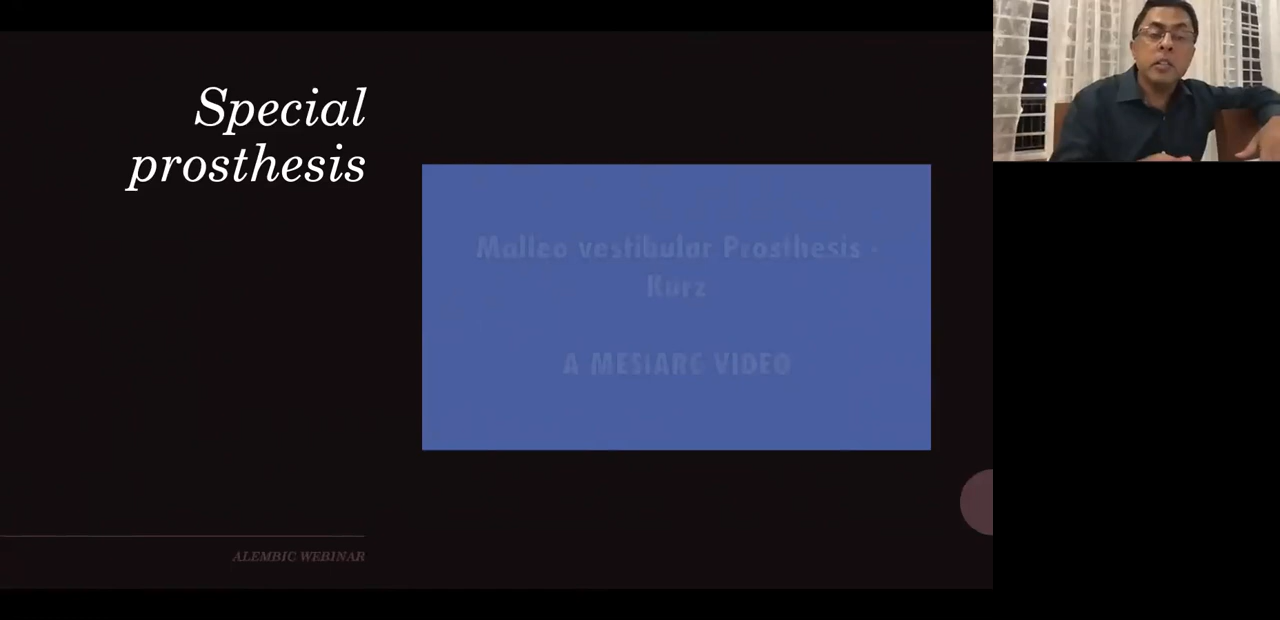 Special
prosthesis
Malleo vestibular Prosthesis -
Kurz
A MESIARC VIDEO
ALEMBIC WEBINAR